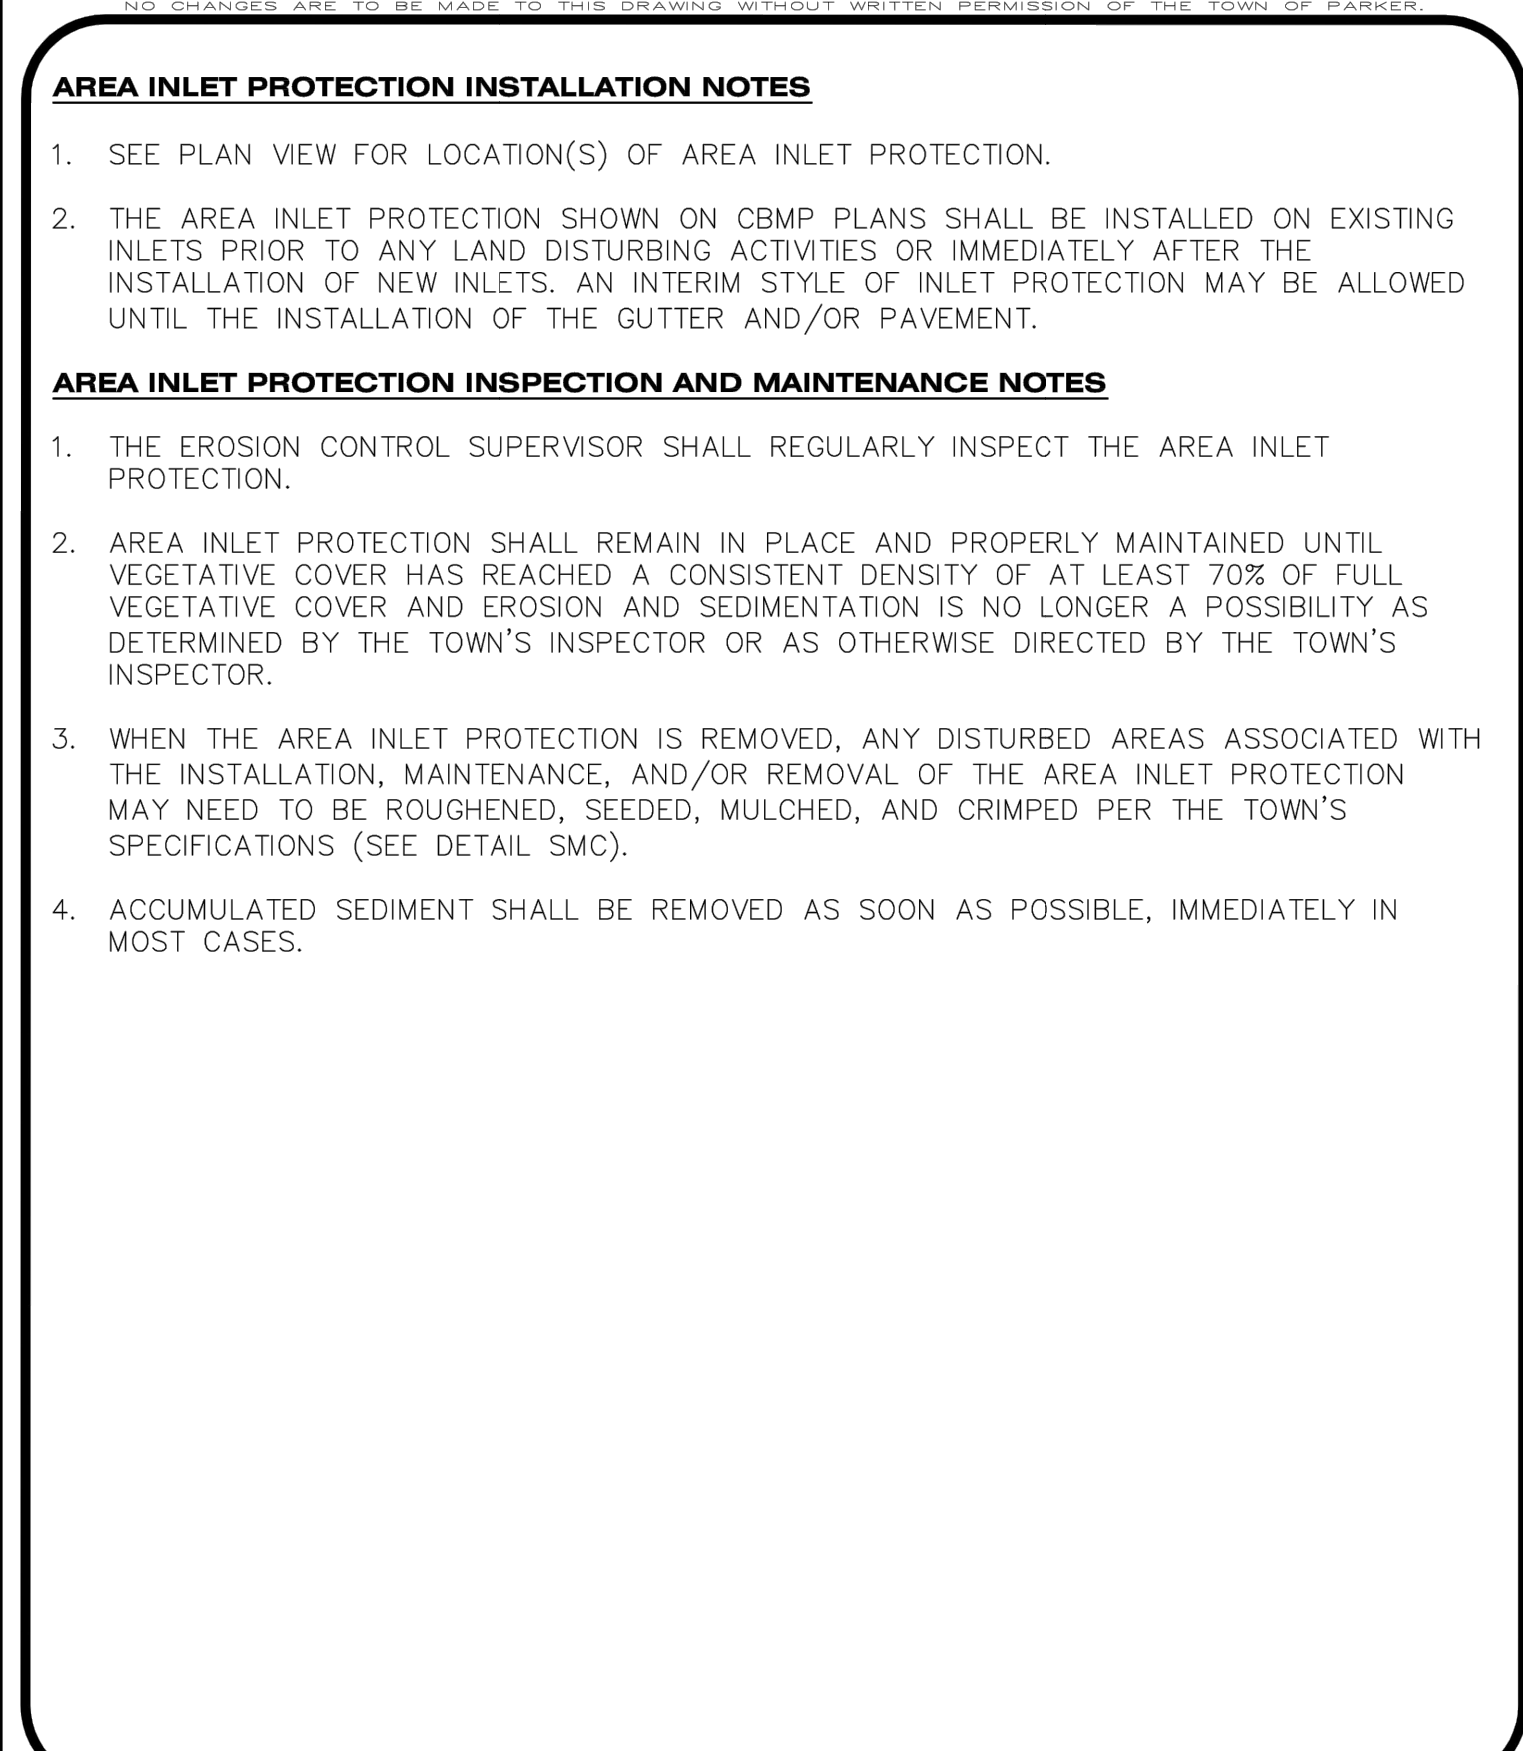 NO CHANGES ARE TO BE MADE TO THIS DRAWING WITHOUT WRITTEN PERMISSION OF THE TOWN OF PARKER.
AREA INLET PROTECTION INSTALLATION NOTES
1. SEE PLAN VIEW FOR LOCATION(S) OF AREA INLET PROTECTION.
2. THE AREA INLET PROTECTION SHOWN ON CBMP PLANS SHALL BE INSTALLED ON EXISTING
INLETS PRIOR TO ANY LAND DISTURBING ACTIVITIES OR IMMEDIATELY AFTER THE
INSTALLATION OF NEW INLETS. AN INTERIM STYLE OF INLET PROTECTION MAY BE ALLOWED
UNTIL THE INSTALLATION OF THE GUTTER AND/OR PAVEMENT.
AREA INLET PROTECTION INSPECTION AND MAINTENANCE NOTES
1. THE EROSION CONTROL SUPERVISOR SHALL REGULARLY INSPECT THE AREA INLET
PROTECTION.
2. AREA INLET PROTECTION SHALL REMAIN IN PLACE AND PROPERLY MAINTAINED UNTIL
VEGETATIVE COVER HAS REACHED A CONSISTENT DENSITY OF AT LEAST 70% OF FULL
VEGETATIVE COVER AND EROSION AND SEDIMENTATION IS NO LONGER A POSSIBILITY AS
DETERMINED BY THE TOWN'S INSPECTOR OR AS OTHERWISE DIRECTED BY THE TOWN'S
INSPECTOR.
3. WHEN THE AREA INLET PROTECTION IS REMOVED, ANY DISTURBED AREAS ASSOCIATED WITH
THE INSTALLATION, MAINTENANCE, AND/OR REMOVAL OF THE AREA INLET PROTECTION
MAY NEED TO BE ROUGHENED, SEEDED, MULCHED, AND CRIMPED PER THE TOWN'S
SPECIFICATIONS (SEE DETAIL SMC).
4. ACCUMULATED SEDIMENT SHALL BE REMOVED AS SOON AS POSSIBLE, IMMEDIATELY IN
MOST CASES.